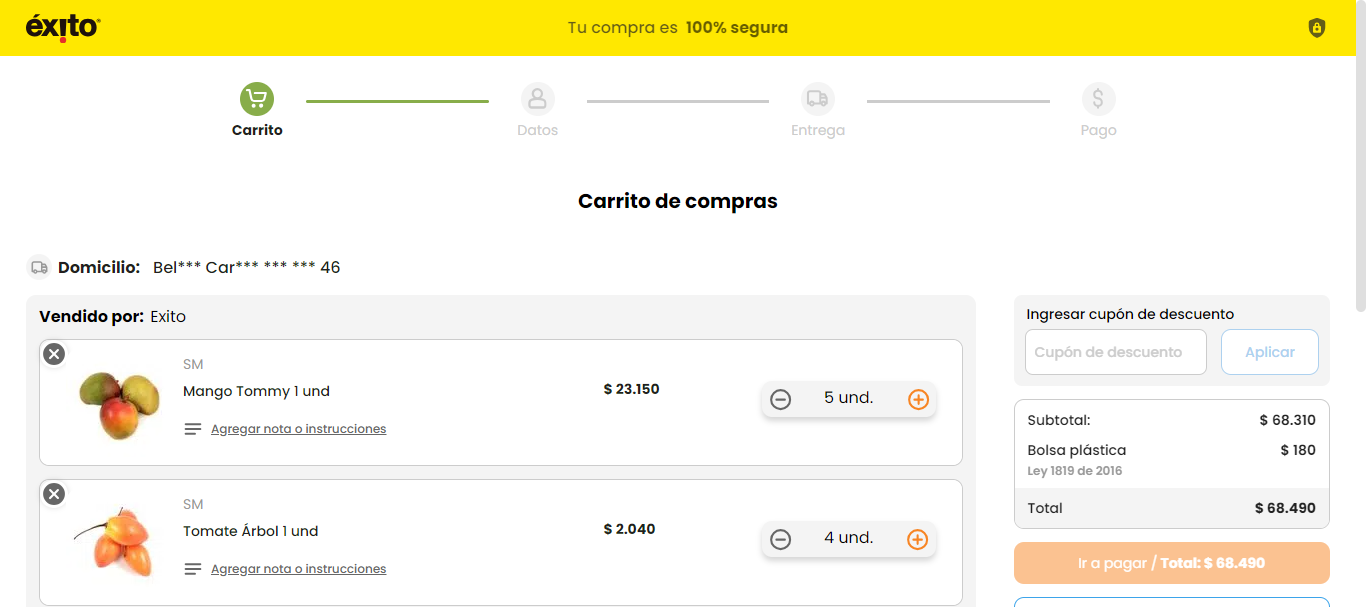 éxito
Tu compra es 100% segura
Carrito
Datos
Entrega
$
Pago
Carrito de compras
Domicilio: Bel*** Car*** *** *** 46
Vendido por: Exito
SM
Mango Tommy 1 und
$ 23.150
5 und.
Agregar nota o instrucciones
SM
Tomate Árbol 1 und
$ 2.040
4 und.
Agregar nota o instrucciones
Ingresar cupón de descuento
Cupón de descuento
Aplicar
Subtotal: $ 68.310
Bolsa plástica $ 180
Ley 1819 de 2016
Total $ 68.490
Ir a pagar / Total: $ 68.490